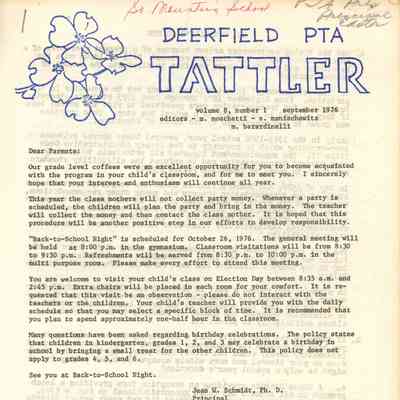 So Mountain School
Principal
DEERFIELD PTA
TATTLER
volume 8, number 1 september 1976
editors - m. moschetti - s. manischewitz
m. berardinelli
Dear Parents:
Our grade level coffees were an excellent opportunity for you to become acquainted
with the program in your child's classroom, and for me to meet you. I sincerely
hope that your interest and enthusiasm will continue all year.
This year the class mothers will not collect party money. Whenever a party is
scheduled, the children will plan the party and bring in the money. The teacher
will collect the money and then contact the class mother. It is hoped that this
procedure will be another positive step in our efforts to develop responsibility.
"Back-to-School Night" is scheduled for October 26, 1976. The general meeting will
be held as 8:00 p.m. in the gymnasium. Classroom visitations will be from 8:30
to 9:30 p.m. Refreshments will be served from 8:30 p.m. to 10:00 p.m. in the
multi purpose room. Please make every effort to attend this meeting.
You are welcome to visit your child's class on Election Day between 8:35 a.m. and
2:45 p.m. Extra chairs will be placed in each room for your comfort. It is re-
quested that this visit be an observation - please do not interact with the
teachers or the children. Your child's teacher will provide you with the daily
schedule so that you may select a specific block of time. It is recommended that
you plan to spend approximately one-half hour in the classroom.
Many questions have been asked regarding birthday celebrations. The policy states
that children in kindergarten, grades 1, 2, and 3 may celebrate a birthday in
school by bringing a small treat for the other children. This policy does not
apply to grades 4, 5, and 6.
See you at Back-to-School Night.
Jean W. Schmidt, Ph. D.
Principal